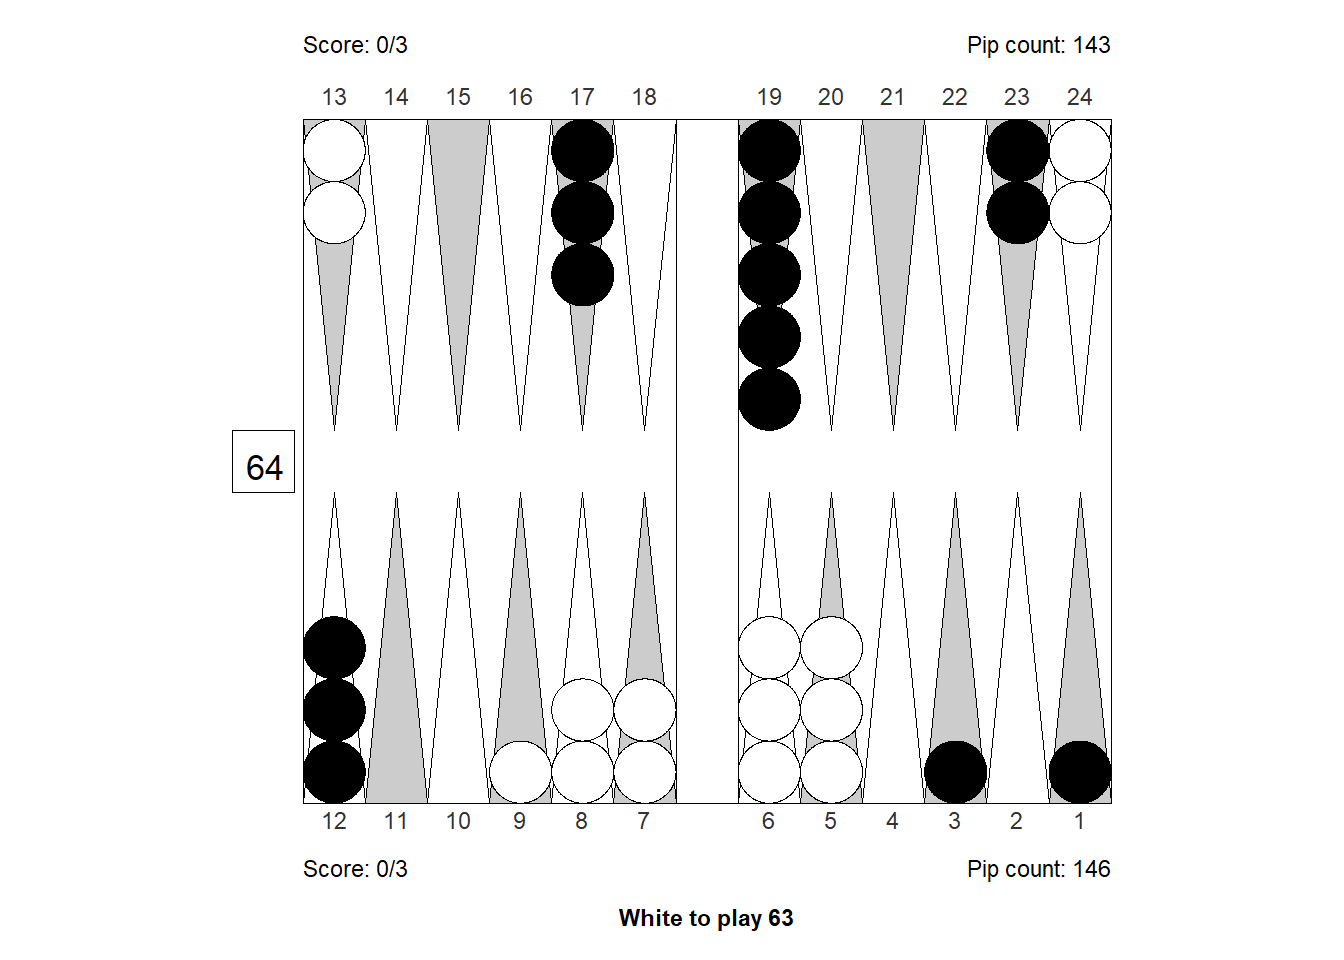 Score: 0/3 Pip count: 143
13 14 15 16 17 18 19 20 21 22 23 24
64
12 11 10 9 8 7 6 5 4 3 2 1
Score: 0/3 Pip count: 146
White to play 63